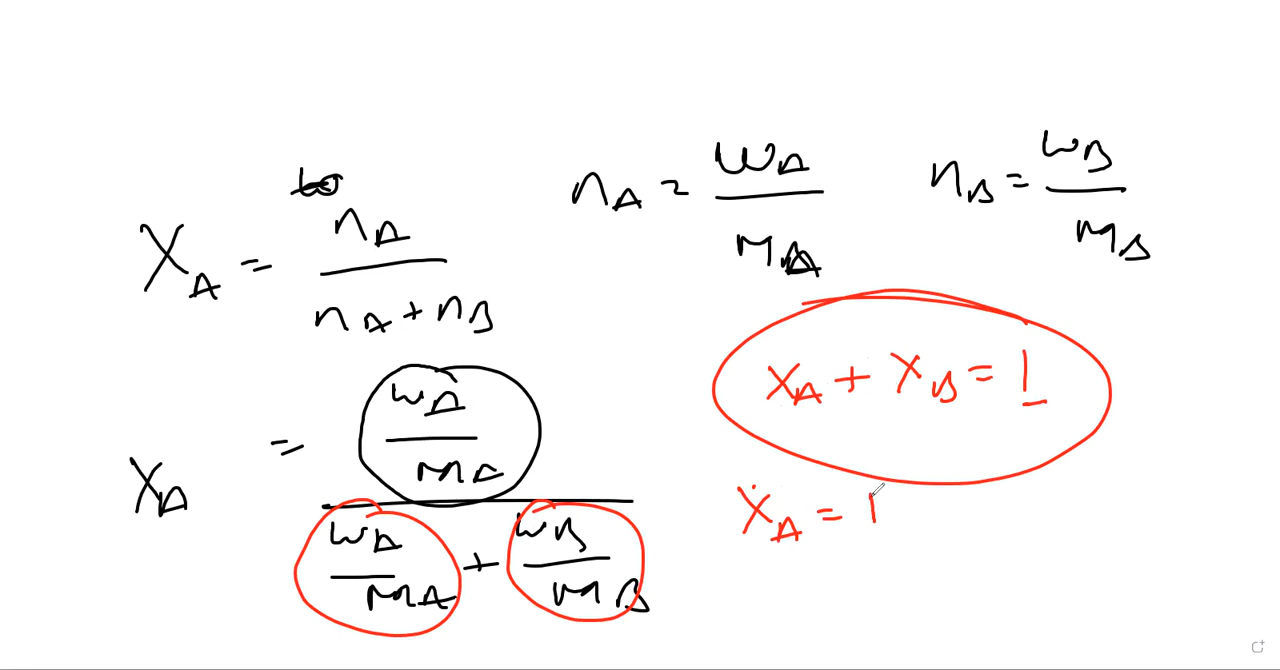 X_A = n_A / (n_A + n_B)
n_A = W_A / M_A
n_B = W_B / M_B
X_A + X_B = 1
X_A = (W_A / M_A) / (W_A / M_A + W_B / M_B)
X_A = 1